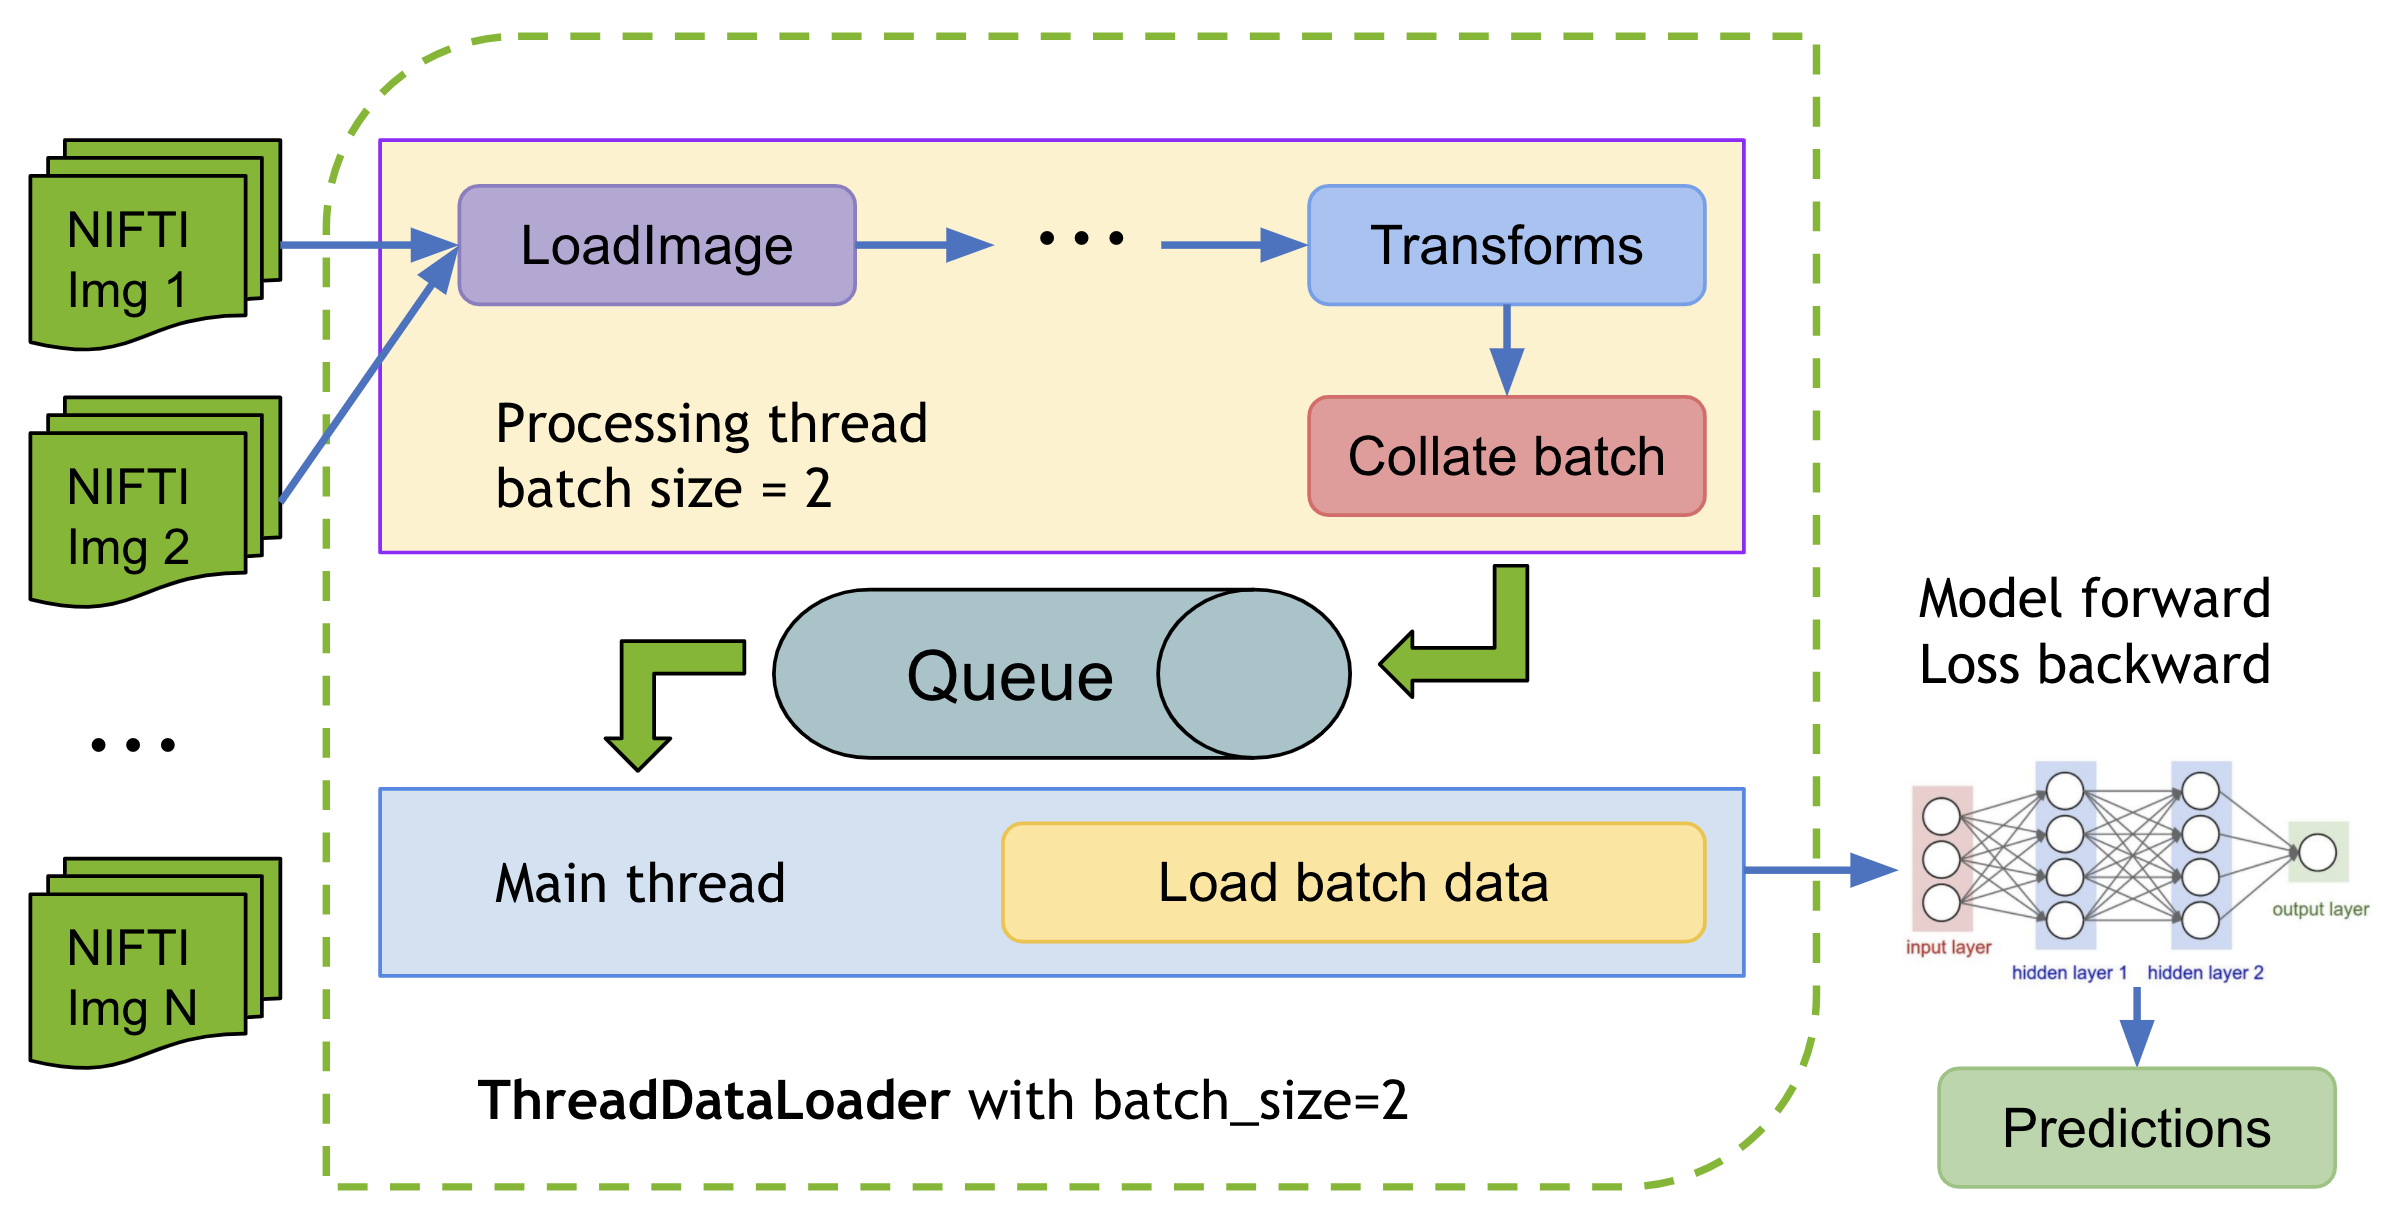 NIFTI
Img 1
NIFTI
Img 2
...
NIFTI
Img N
LoadImage
...
Transforms
Processing thread
batch size = 2
Collate batch
Queue
Main thread
Load batch data
ThreadDataLoader with batch_size=2
Model forward
Loss backward
input layer
hidden layer 1
hidden layer 2
output layer
Predictions